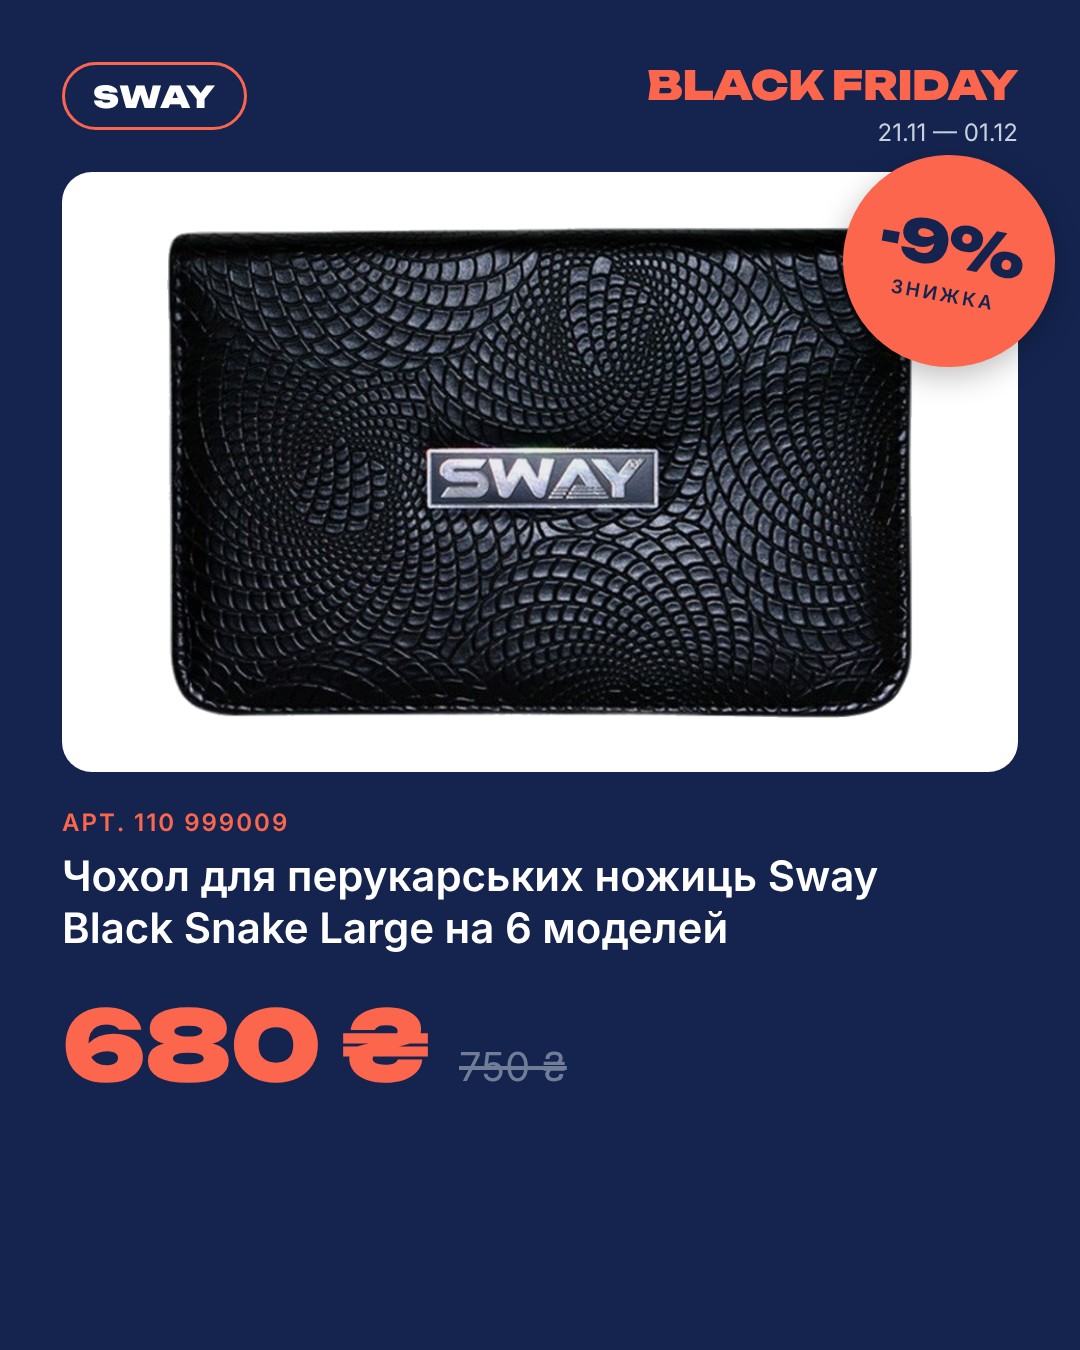 SWAY
BLACK FRIDAY
21.11 — 01.12
-9%
ЗНИЖКА
SWAY
АРТ. 110 999009
Чохол для перукарських ножиць Sway
Black Snake Large на 6 моделей
680 ₴ 750 ₴